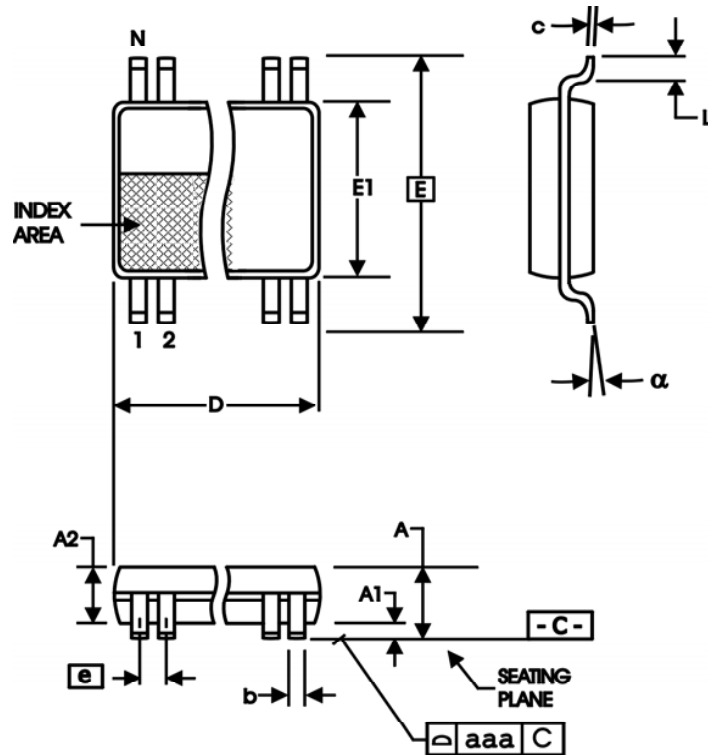 N
c
L
E1
E
INDEX
AREA
1 2
α
D
A2
A
A1
-C-
e
b
SEATING
PLANE
aaa C